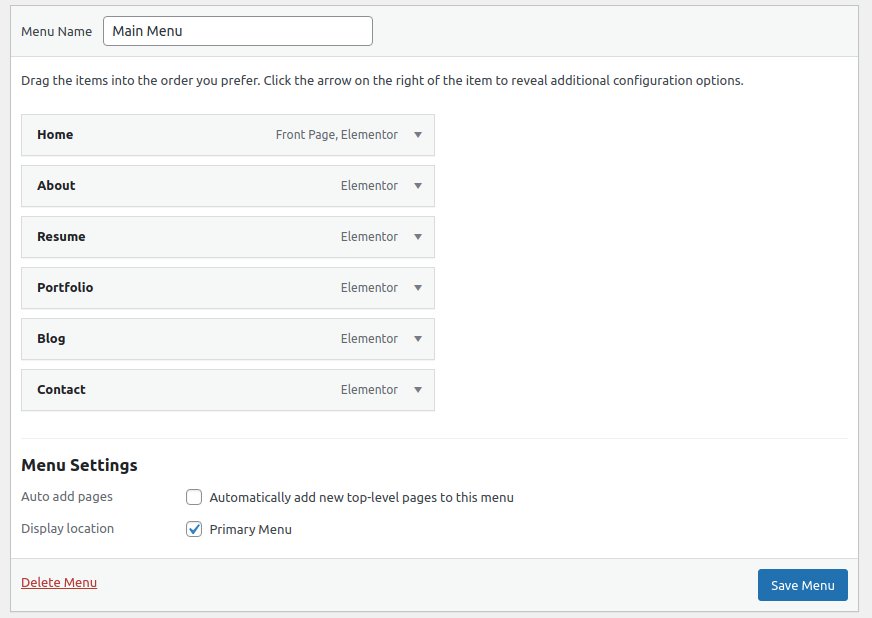 Menu Name Main Menu
Drag the items into the order you prefer. Click the arrow on the right of the item to reveal additional configuration options.
Home Front Page, Elementor
About Elementor
Resume Elementor
Portfolio Elementor
Blog Elementor
Contact Elementor
Menu Settings
Auto add pages Automatically add new top-level pages to this menu
Display location Primary Menu
Delete Menu Save Menu